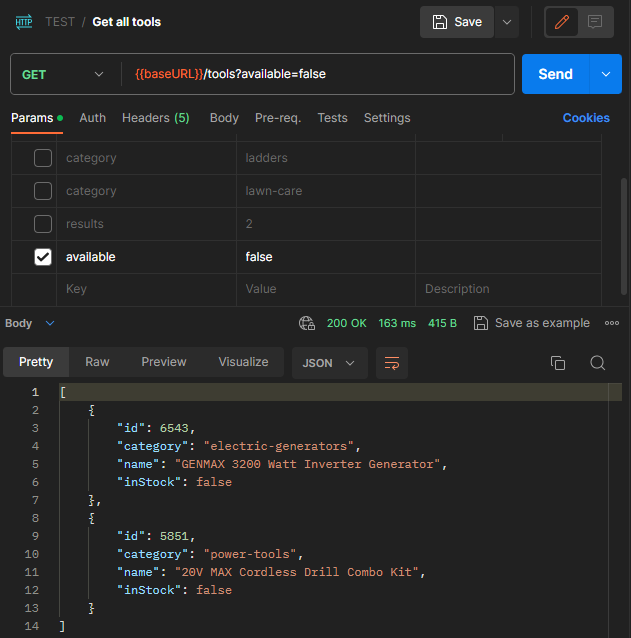 HTTP TEST / Get all tools Save
GET {{baseURL}}/tools?available=false Send
Params Auth Headers (5) Body Pre-req. Tests Settings Cookies
category ladders
category lawn-care
results 2
available false
Key Value Description
Body 200 OK 163 ms 415 B Save as example
Pretty Raw Preview Visualize JSON
1 [
2 {
3 "id": 6543,
4 "category": "electric-generators",
5 "name": "GENMAX 3200 Watt Inverter Generator",
6 "inStock": false
7 },
8 {
9 "id": 5851,
10 "category": "power-tools",
11 "name": "20V MAX Cordless Drill Combo Kit",
12 "inStock": false
13 }
14 ]